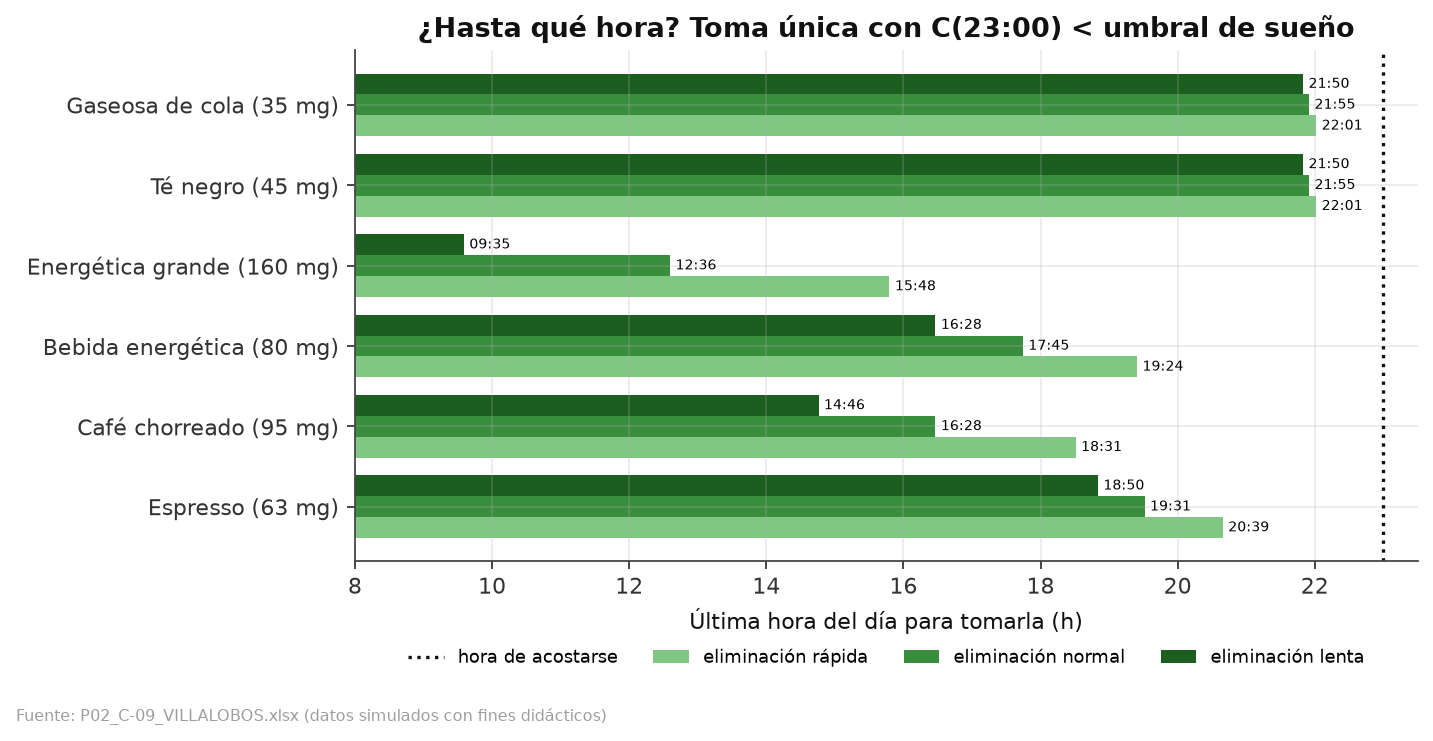 ¿Hasta qué hora? Toma única con C(23:00) < umbral de sueño
Gaseosa de cola (35 mg)
21:50
21:55
22:01
Té negro (45 mg)
21:50
21:55
22:01
Energética grande (160 mg)
09:35
12:36
15:48
Bebida energética (80 mg)
16:28
17:45
19:24
Café chorreado (95 mg)
14:46
16:28
18:31
Espresso (63 mg)
18:50
19:31
20:39
8 10 12 14 16 18 20 22
Última hora del día para tomarla (h)
hora de acostarse eliminación rápida eliminación normal eliminación lenta
Fuente: P02_C-09_VILLALOBOS.xlsx (datos simulados con fines didácticos)